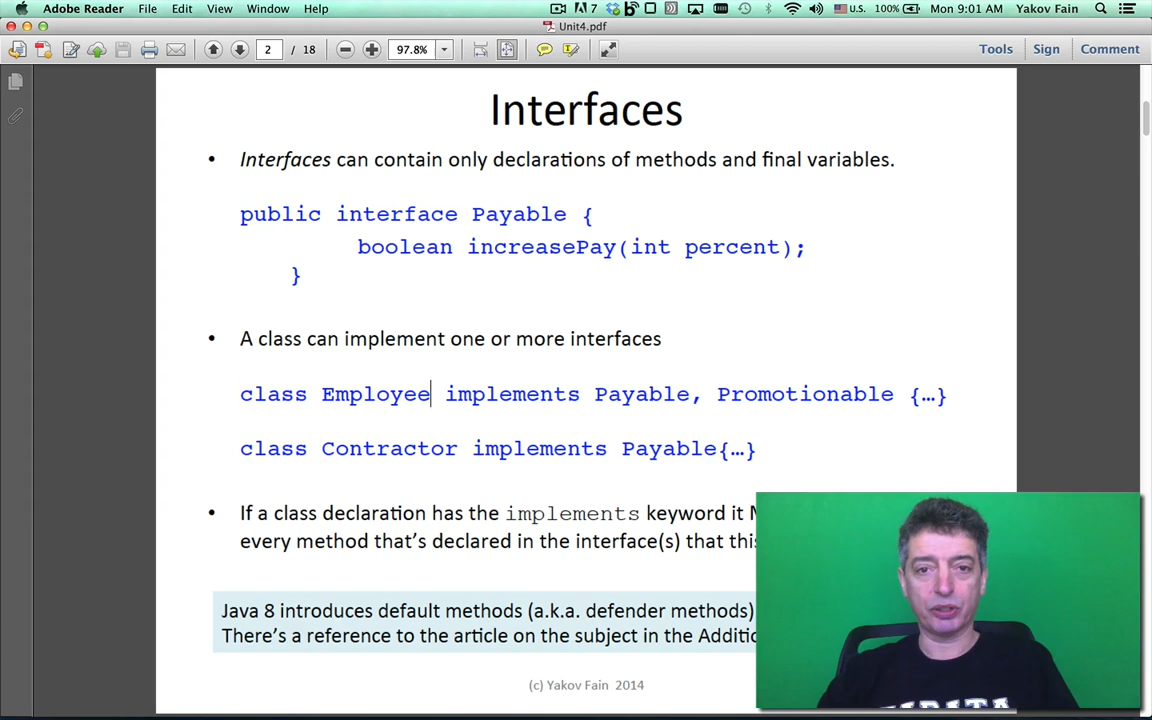 Adobe Reader File Edit View Window Help 7 U.S. 100% Mon 9:01 AM Yakov Fain
Unit4.pdf
2 / 18 97.8% Tools Sign Comment
Interfaces
• Interfaces can contain only declarations of methods and final variables.
public interface Payable {
boolean increasePay(int percent);
}
• A class can implement one or more interfaces
class Employee implements Payable, Promotionable {…}
class Contractor implements Payable{…}
• If a class declaration has the implements keyword it
every method that's declared in the interface(s) that
Java 8 introduces default methods (a.k.a. defender methods)
There's a reference to the article on the subject in the
(c) Yakov Fain 2014